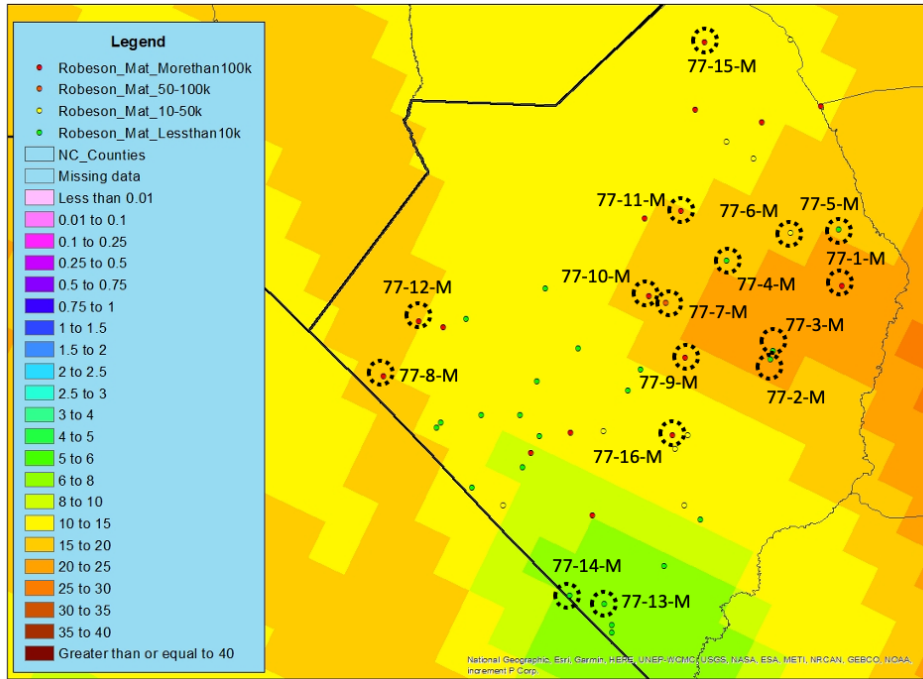 Legend
Robeson_Mat_Morethan100k
Robeson_Mat_50-100k
Robeson_Mat_10-50k
Robeson_Mat_Lessthan10k
NC_Counties
Missing data
Less than 0.01
0.01 to 0.1
0.1 to 0.25
0.25 to 0.5
0.5 to 0.75
0.75 to 1
1 to 1.5
1.5 to 2
2 to 2.5
2.5 to 3
3 to 4
4 to 5
5 to 6
6 to 8
8 to 10
10 to 15
15 to 20
20 to 25
25 to 30
30 to 35
35 to 40
Greater than or equal to 40
77-15-M
77-11-M
77-6-M
77-5-M
77-1-M
77-10-M
77-4-M
77-12-M
77-7-M
77-3-M
77-8-M
77-9-M
77-2-M
77-16-M
77-14-M
77-13-M
National Geographic, Esri, Garmin, HERE, UNEP-WCMC, USGS, NASA, ESA, METI, NRCAN, GEBCO, NOAA,
increment P Corp.